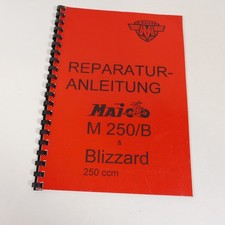 REPARATUR-
ANLEITUNG
MAICO
M 250/B
&
Blizzard
250 ccm